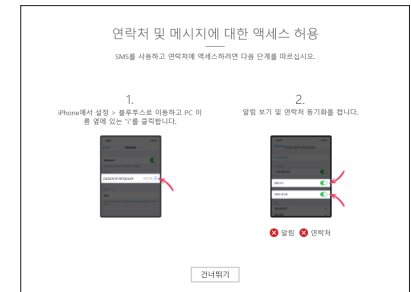 연락처 및 메시지에 대한 액세스 허용
SMS를 사용하고 연락처에 액세스하려면 다음 단계를 따르십시오.
1.
iPhone에서 설정 > 블루투스로 이동하고 PC 이
름 옆에 있는 "i"를 클릭합니다.
2.
알림 보기 및 연락처 동기화를 켭니다.
알림 연락처
건너뛰기